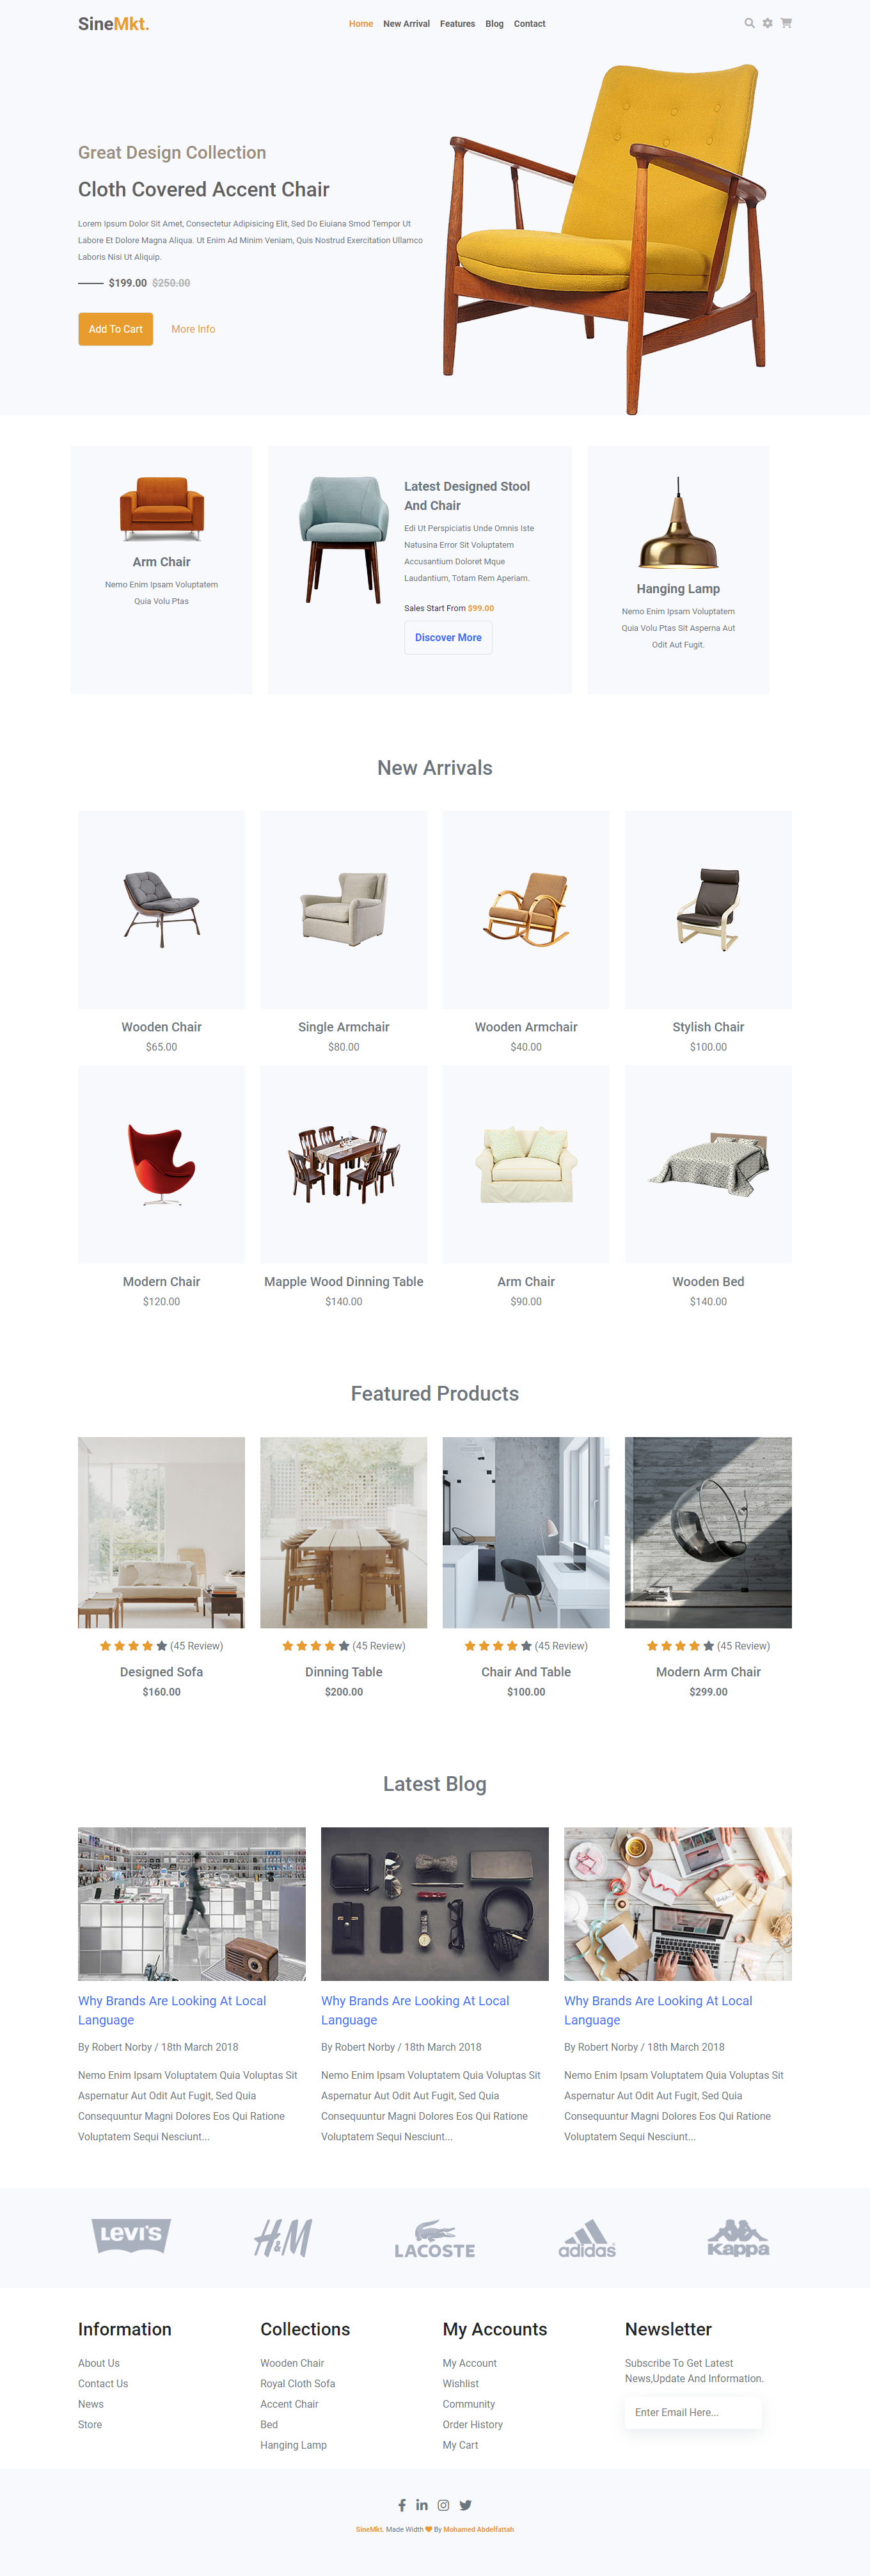 SineMkt.
Home New Arrival Features Blog Contact
Great Design Collection
Cloth Covered Accent Chair
Lorem Ipsum Dolor Sit Amet, Consectetur Adipisicing Elit, Sed Do Eiuiana Smod Tempor Ut
Labore Et Dolore Magna Aliqua. Ut Enim Ad Minim Veniam, Quis Nostrud Exercitation Ullamco
Laboris Nisi Ut Aliquip.
$199.00 $250.00
Add To Cart More Info
Arm Chair
Nemo Enim Ipsam Voluptatem
Quia Volu Ptas
Latest Designed Stool
And Chair
Edi Ut Perspiciatis Unde Omnis Iste
Natusina Error Sit Voluptatem
Accusantium Doloret Mque
Laudantium, Totam Rem Aperiam.
Sales Start From $99.00
Discover More
Hanging Lamp
Nemo Enim Ipsam Voluptatem
Quia Volu Ptas Sit Asperna Aut
Odit Aut Fugit.
New Arrivals
Wooden Chair
$65.00
Single Armchair
$80.00
Wooden Armchair
$40.00
Stylish Chair
$100.00
Modern Chair
$120.00
Mapple Wood Dinning Table
$140.00
Arm Chair
$90.00
Wooden Bed
$140.00
Featured Products
(45 Review)
Designed Sofa
$160.00
(45 Review)
Dinning Table
$200.00
(45 Review)
Chair And Table
$100.00
(45 Review)
Modern Arm Chair
$299.00
Latest Blog
Why Brands Are Looking At Local
Language
By Robert Norby / 18th March 2018
Nemo Enim Ipsam Voluptatem Quia Voluptas Sit
Aspernatur Aut Odit Aut Fugit, Sed Quia
Consequuntur Magni Dolores Eos Qui Ratione
Voluptatem Sequi Nesciunt...
Why Brands Are Looking At Local
Language
By Robert Norby / 18th March 2018
Nemo Enim Ipsam Voluptatem Quia Voluptas Sit
Aspernatur Aut Odit Aut Fugit, Sed Quia
Consequuntur Magni Dolores Eos Qui Ratione
Voluptatem Sequi Nesciunt...
Why Brands Are Looking At Local
Language
By Robert Norby / 18th March 2018
Nemo Enim Ipsam Voluptatem Quia Voluptas Sit
Aspernatur Aut Odit Aut Fugit, Sed Quia
Consequuntur Magni Dolores Eos Qui Ratione
Voluptatem Sequi Nesciunt...
LEVI'S H&M LACOSTE adidas Kappa
Information
About Us
Contact Us
News
Store
Collections
Wooden Chair
Royal Cloth Sofa
Accent Chair
Bed
Hanging Lamp
My Accounts
My Account
Wishlist
Community
Order History
My Cart
Newsletter
Subscribe To Get Latest
News,Update And Information.
Enter Email Here...
SineMkt. Made Width By Mohamed Abdelfattah